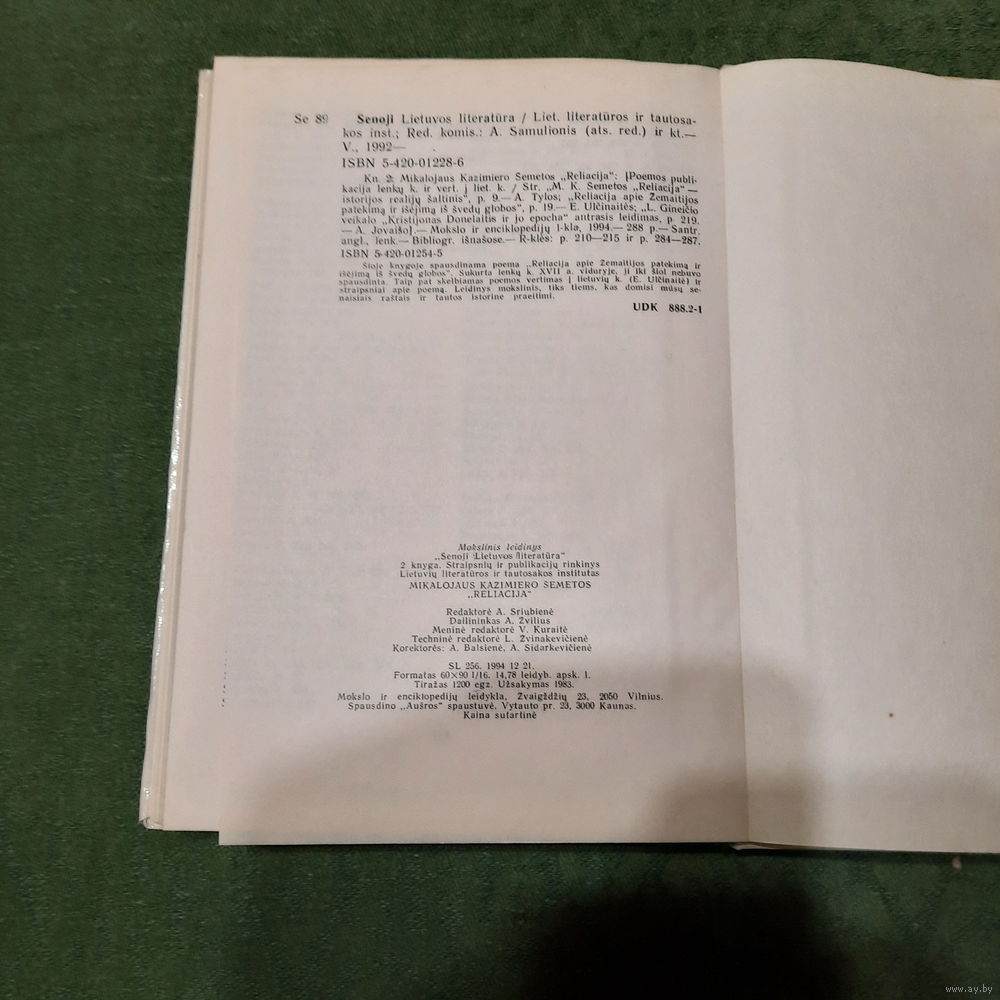 Se 89 Senoji Lietuvos literatūra / Liet. literatūros ir tautosa-
kos inst.; Red. komis.: A. Samulionis (ats. red.) ir kt.—
V., 1992—
ISBN 5-420-01228-6
Kn. 2: Mikalojaus Kazimiero Šemetos „Reliacija“: [Poemos publi-
kacija lenkų k. ir vert. į liet. k. / Str. „M. K. Šemetos „Reliacija“ —
istorijos realijų šaltinis“, p. 9.— A. Tylos; „Reliacija apie Žemaitijos
patekimą ir išėjimą iš švedų globos“, p. 19.— E. Ulčinaitės; „L. Gineičio
veikalo „Kristijonas Donelaitis ir jo epocha“ antrasis leidimas, p. 219.
— A. Jovaišo].— Mokslo ir enciklopedijų l-kla, 1994.— 288 p.— Santr.
angl., lenk.— Bibliogr. išnašose.— R-klės: p. 210—215 ir p. 284—287.
ISBN 5-420-01254-5
Šioje knygoje spausdinama poema „Reliacija apie Žemaitijos patekimą ir
išėjimą iš švedų globos“. Sukurta lenkų k. XVII a. viduryje, ji iki šiol nebuvo
spausdinta. Taip pat skelbiamas poemos vertimas į lietuvių k. (E. Ulčinaitė) ir
straipsniai apie poemą. Leidinys mokslinis, tiks tiems, kas domisi mūsų se-
naisiais raštais ir tautos istorine praeitimi.
UDK 888.2-1
Mokslinis leidinys
„Senoji Lietuvos literatūra“
2 knyga. Straipsnių ir publikacijų rinkinys
Lietuvių literatūros ir tautosakos institutas
MIKALOJAUS KAZIMIERO ŠEMETOS
„RELIACIJA“
Redaktorė A. Sriubienė
Dailininkas A. Žvilius
Meninė redaktorė V. Kuraitė
Techninė redaktorė L. Žvinakevičienė
Korektorės: A. Balsienė, A. Sidarkevičienė
SL 256. 1994 12 21.
Formatas 60×90 1/16. 14,78 leidyb. apsk. l.
Tiražas 1200 egz. Užsakymas 1983.
Mokslo ir enciklopedijų leidykla, Žvaigždžių 23, 2050 Vilnius.
Spausdino „Aušros“ spaustuvė, Vytauto pr. 23, 3000 Kaunas.
Kaina sutartinė
www.ay.by